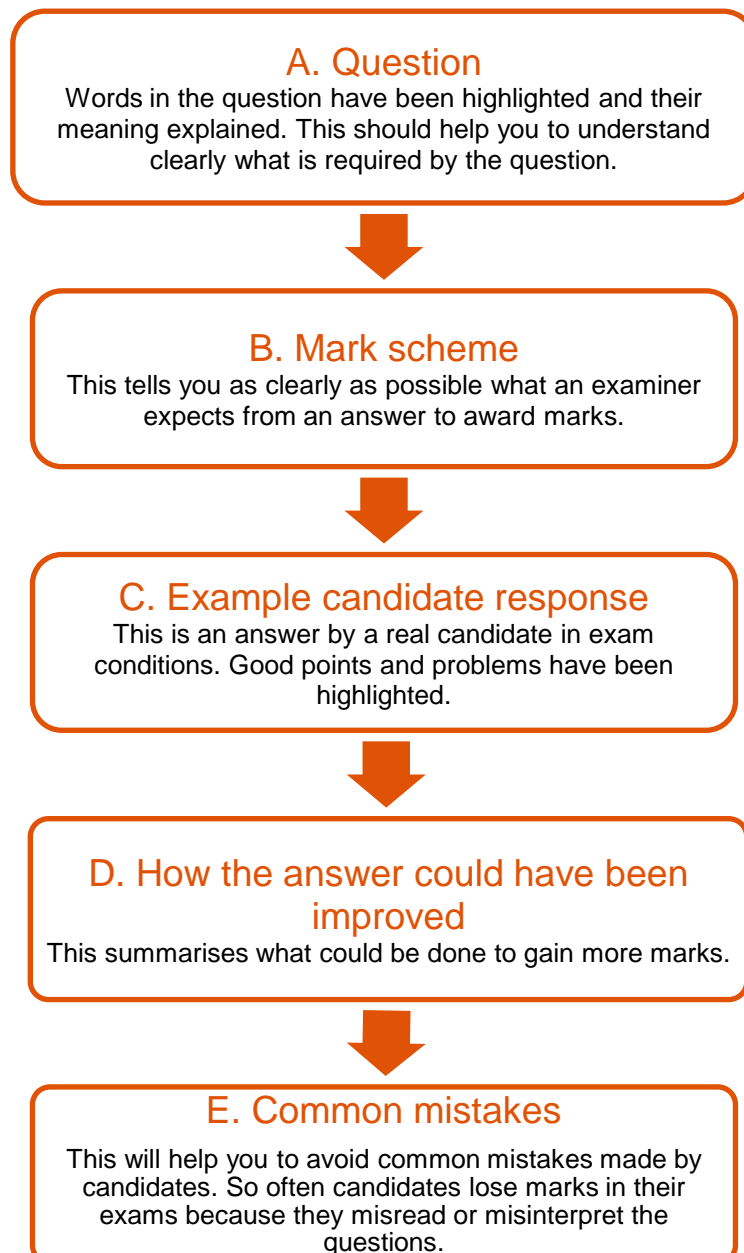 A. Question
Words in the question have been highlighted and their
meaning explained. This should help you to understand
clearly what is required by the question.
B. Mark scheme
This tells you as clearly as possible what an examiner
expects from an answer to award marks.
C. Example candidate response
This is an answer by a real candidate in exam
conditions. Good points and problems have been
highlighted.
D. How the answer could have been
improved
This summarises what could be done to gain more marks.
E. Common mistakes
This will help you to avoid common mistakes made by
candidates. So often candidates lose marks in their
exams because they misread or misinterpret the
questions.